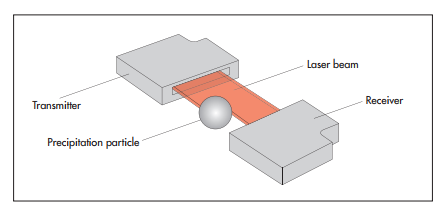 Laser beam
Receiver
Transmitter
Precipitation particle